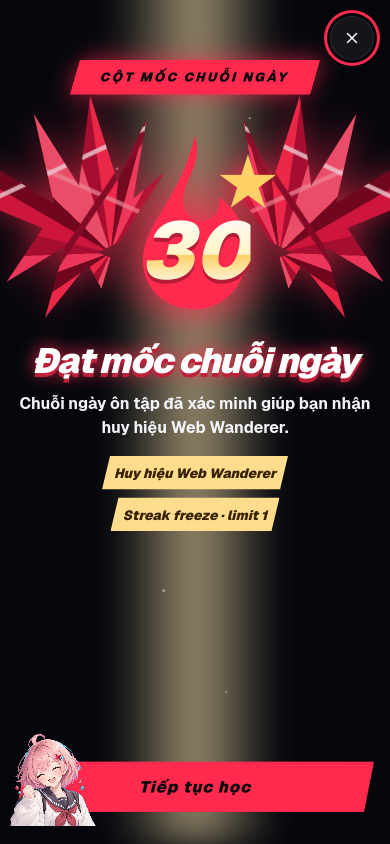 CỘT MỐC CHUỖI NGÀY
30
Đạt mốc chuỗi ngày
Chuỗi ngày ôn tập đã xác minh giúp bạn nhận
huy hiệu Web Wanderer.
Huy hiệu Web Wanderer
Streak freeze · limit 1
Tiếp tục học